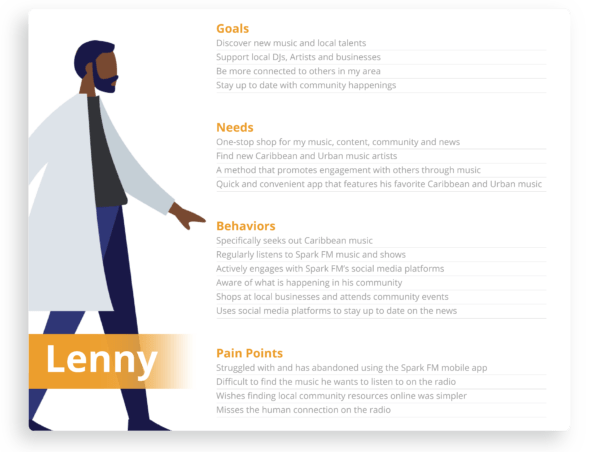 Goals
Discover new music and local talents
Support local DJs, Artists and businesses
Be more connected to others in my area
Stay up to date with community happenings
Needs
One-stop shop for my music, content, community and news
Find new Caribbean and Urban music artists
A method that promotes engagement with others through music
Quick and convenient app that features his favorite Caribbean and Urban music
Behaviors
Specifically seeks out Caribbean music
Regularly listens to Spark FM music and shows
Actively engages with Spark FM's social media platforms
Aware of what is happening in his community
Shops at local businesses and attends community events
Uses social media platforms to stay up to date on the news
Lenny
Pain Points
Struggled with and has abandoned using the Spark FM mobile app
Difficult to find the music he wants to listen to on the radio
Wishes finding local community resources online was simpler
Misses the human connection on the radio